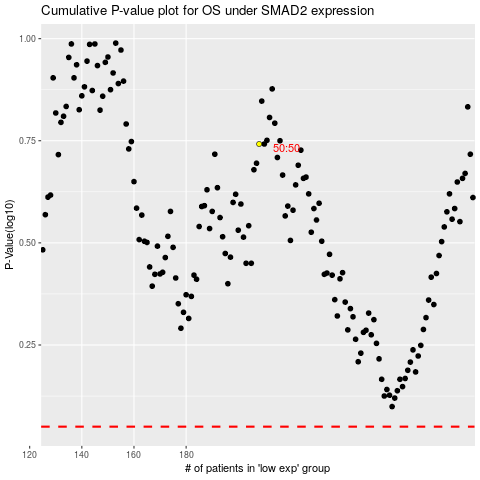 Cumulative P-value plot for OS under SMAD2 expression
P-Value(log10)
1.00
0.75
0.50
0.25
50:50
120 140 160 180
# of patients in 'low exp' group